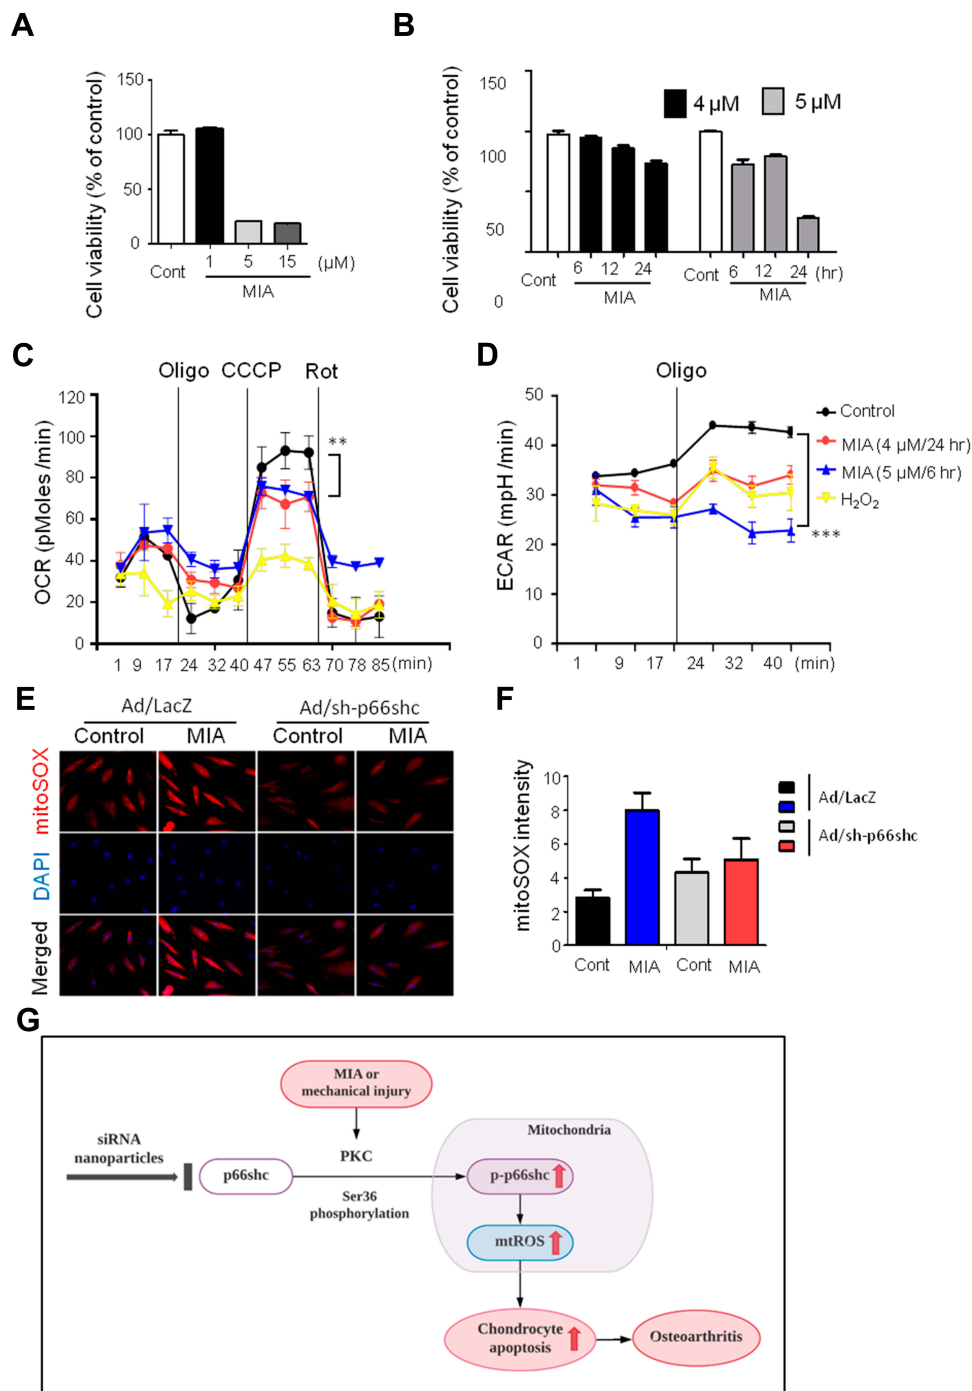 A
B
Cell viability (% of control)
150
100
50
0
Cont
1
5
15
(µM)
MIA
Cell viability (% of control)
150
100
50
0
4 µM
5 µM
Cont
6
12
24
MIA
Cont
6
12
24
(hr)
MIA
C
D
Oligo
CCCP
Rot
OCR (pMoles /min)
120
100
80
60
40
20
0
**
1
9
17
24
32
40
47
55
63
70
78
85(min)
Oligo
ECAR (mpH /min)
50
40
30
20
10
0
1
9
17
24
32
40
(min)
Control
MIA (4 µM/24 hr)
MIA (5 µM/6 hr)
H₂O₂
***
E
F
Ad/LacZ
Ad/sh-p66shc
Control
MIA
Control
MIA
mitoSOX
DAPI
Merged
mitoSOX intensity
10
8
6
4
2
0
Cont
MIA
Cont
MIA
Ad/LacZ
Ad/sh-p66shc
G
MIA or
mechanical injury
siRNA
nanoparticles
p66shc
PKC
Ser36
phosphorylation
Mitochondria
p-p66shc
mtROS
Chondrocyte
apoptosis
Osteoarthritis